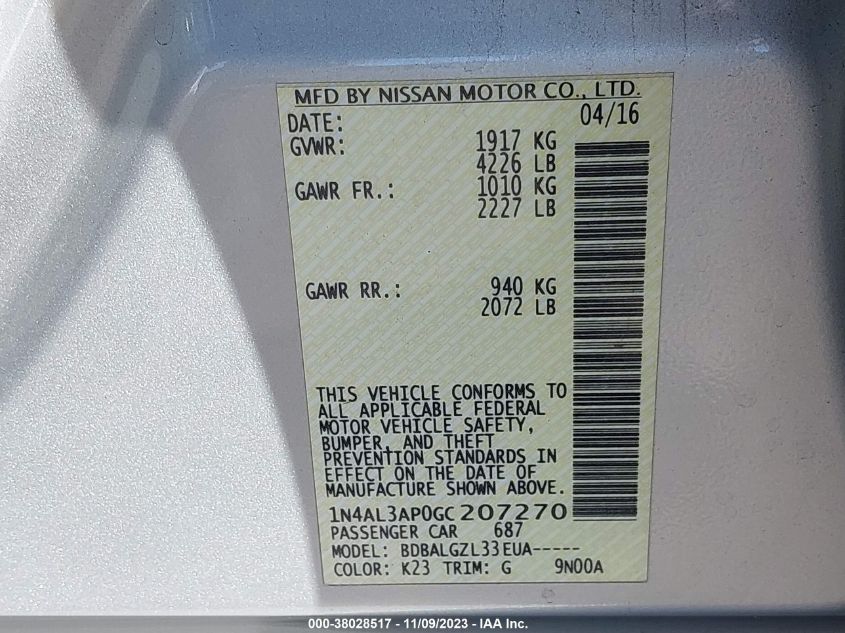 MFD BY NISSAN MOTOR CO., LTD.
DATE: 04/16
GVWR: 1917 KG
4226 LB
GAWR FR.: 1010 KG
2227 LB
GAWR RR.: 940 KG
2072 LB
THIS VEHICLE CONFORMS TO
ALL APPLICABLE FEDERAL
MOTOR VEHICLE SAFETY,
BUMPER, AND THEFT
PREVENTION STANDARDS IN
EFFECT ON THE DATE OF
MANUFACTURE SHOWN ABOVE.
1N4AL3AP0GC207270
PASSENGER CAR 687
MODEL: BDBALGZL33EUA-----
COLOR: K23 TRIM: G 9N00A
000-38028517 - 11/09/2023 - IAA Inc.